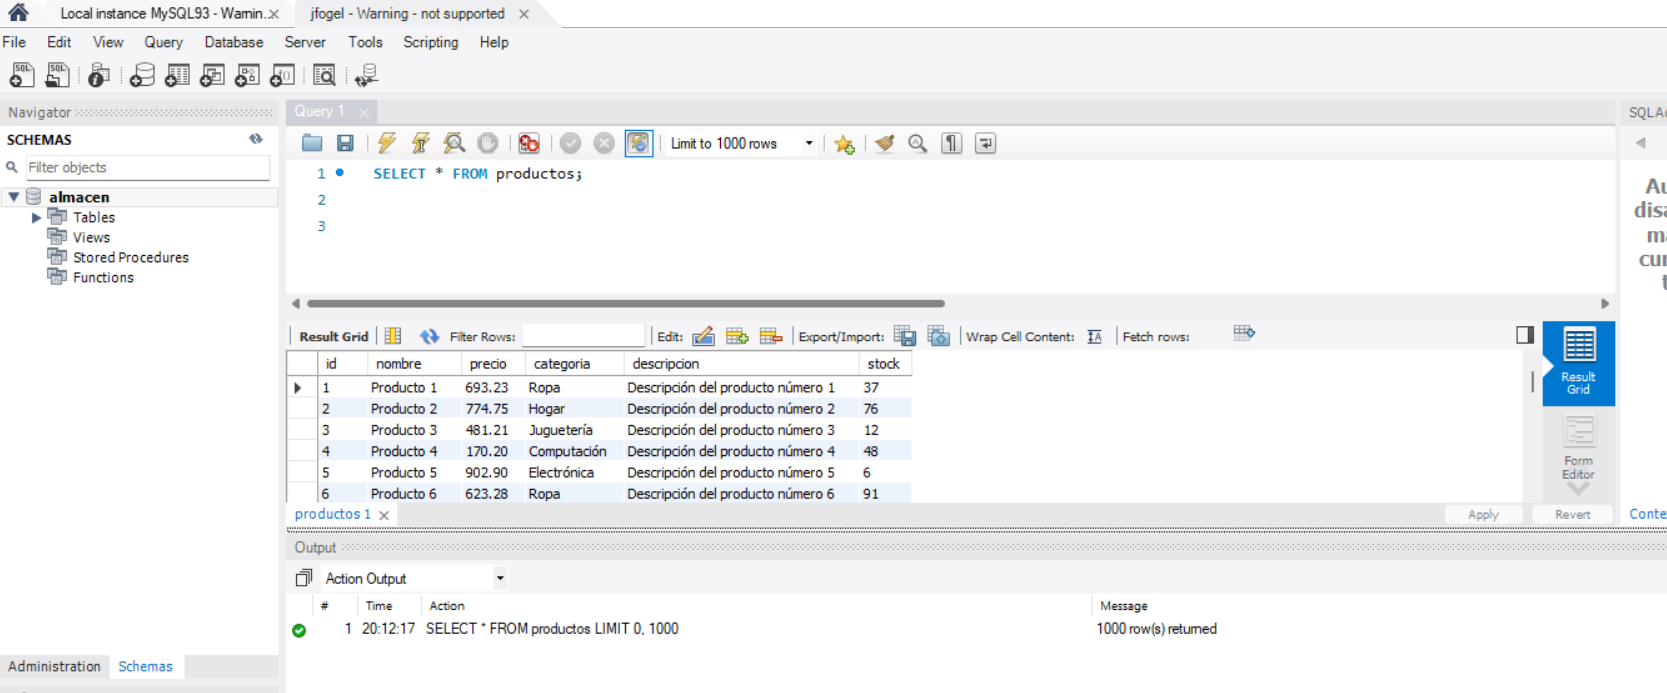 Local instance MySQL93 - Warnin...
jfogel - Warning - not supported
File Edit View Query Database Server Tools Scripting Help
Navigator
SCHEMAS
Filter objects
almacen
Tables
Views
Stored Procedures
Functions
Administration Schemas
Query 1
Limit to 1000 rows
1 SELECT * FROM productos;
2
3
Result Grid Filter Rows: Edit: Export/Import: Wrap Cell Content: Fetch rows:
id nombre precio categoria descripcion stock
1 Producto 1 693.23 Ropa Descripción del producto número 1 37
2 Producto 2 774.75 Hogar Descripción del producto número 2 76
3 Producto 3 481.21 Juguetería Descripción del producto número 3 12
4 Producto 4 170.20 Computación Descripción del producto número 4 48
5 Producto 5 902.90 Electrónica Descripción del producto número 5 6
6 Producto 6 623.28 Ropa Descripción del producto número 6 91
Result
Grid
Form
Editor
productos 1
Apply Revert
Output
Action Output
# Time Action Message
1 20:12:17 SELECT * FROM productos LIMIT 0, 1000 1000 row(s) returned